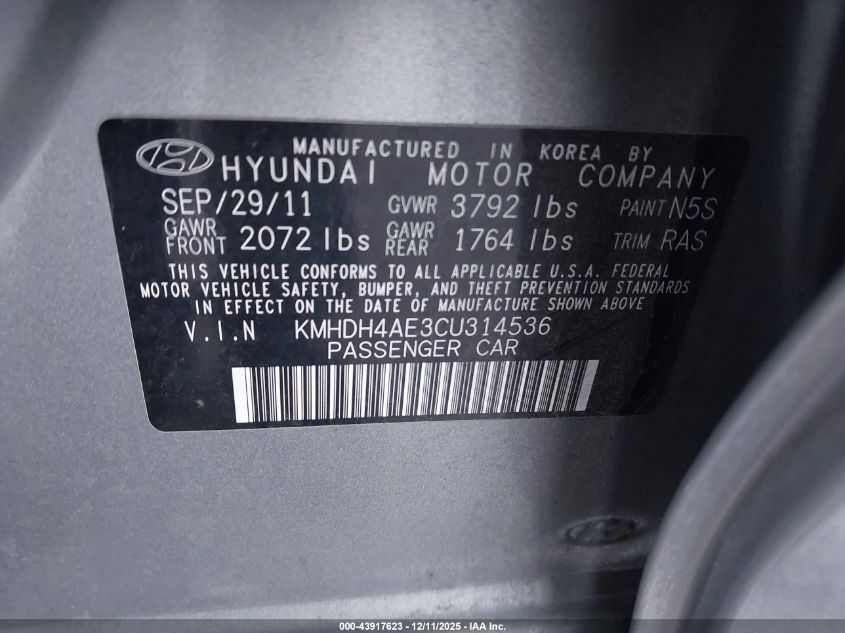 MANUFACTURED IN KOREA BY
HYUNDAI MOTOR COMPANY
SEP/29/11 GVWR 3792 lbs PAINT N5S
GAWR FRONT 2072 lbs GAWR REAR 1764 lbs TRIM RAS
THIS VEHICLE CONFORMS TO ALL APPLICABLE U.S.A. FEDERAL
MOTOR VEHICLE SAFETY, BUMPER, AND THEFT PREVENTION STANDARDS
IN EFFECT ON THE DATE OF MANUFACTURE SHOWN ABOVE
V.I.N KMHDH4AE3CU314536
PASSENGER CAR
000-43917623 - 12/11/2025 - IAA Inc.